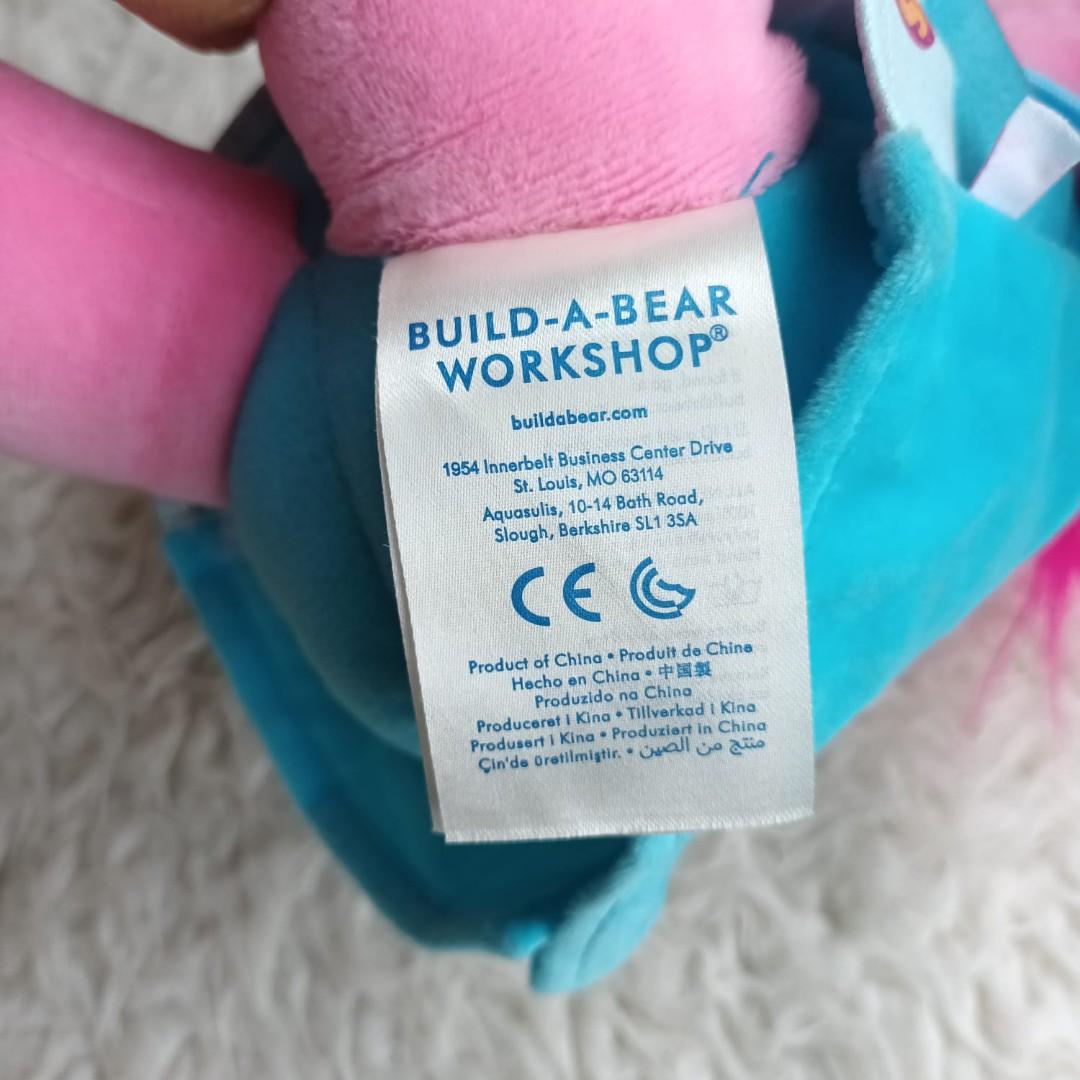 BUILD-A-BEAR
WORKSHOP®
buildabear.com
1954 Innerbelt Business Center Drive
St. Louis, MO 63114
Aquasulis, 10-14 Bath Road,
Slough, Berkshire SL1 3SA
CE
Product of China • Produit de Chine
Hecho en China • 中国製
Produzido na China
Produceret i Kina • Tillverkad i Kina
Produsert i Kina • Produziert in China
Çin'de üretilmiştir. • منتج من الصين